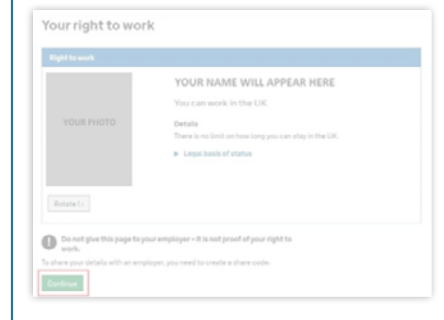 Your right to work
Right to work
YOUR PHOTO
YOUR NAME WILL APPEAR HERE
You can work in the UK
Details
There is no limit on how long you can stay in the UK.
▶ Legal basis of status
Rotate
! Do not give this page to your employer – it is not proof of your right to
work.
To share your details with an employer, you need to create a share code.
Continue